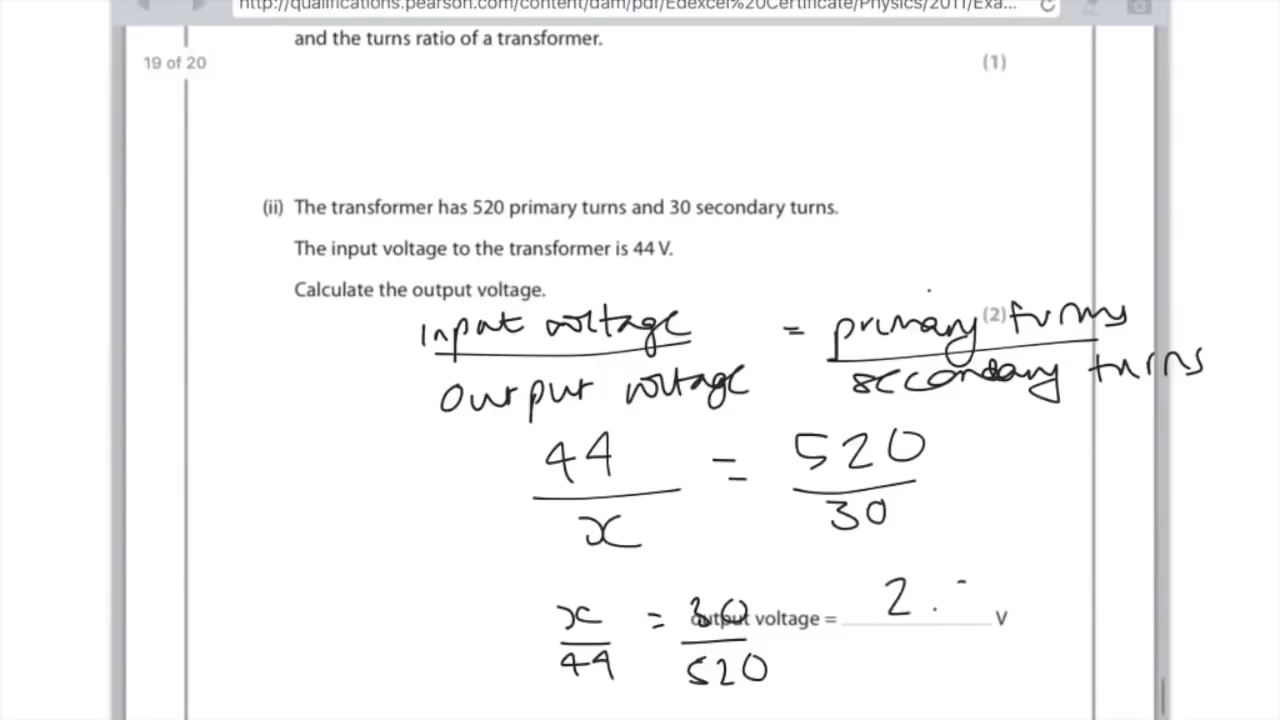 http://qualifications.pearson.com/content/dam/pdf/Edexcel%20Certificate/Physics/2011/Exa...
and the turns ratio of a transformer.
19 of 20
(1)
(ii) The transformer has 520 primary turns and 30 secondary turns.
The input voltage to the transformer is 44 V.
Calculate the output voltage.
(2)
Input voltage = primary turns
output voltage secondary turns
44 = 520
x 30
output voltage = 2. V
x = 30
44 520